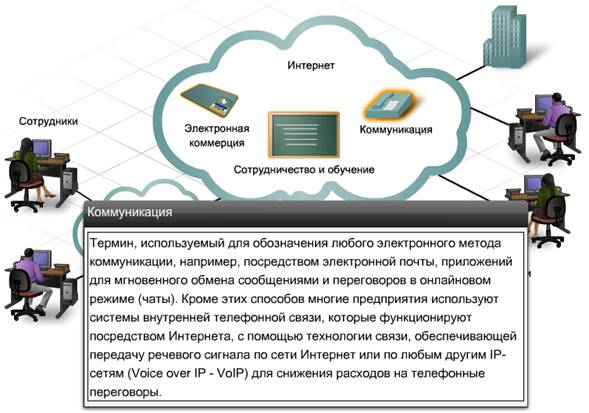 Интернет
Сотрудники
Электронная
коммерция
Коммуникация
Сотрудничество и обучение
Коммуникация
Термин, используемый для обозначения любого электронного метода
коммуникации, например, посредством электронной почты, приложений
для мгновенного обмена сообщениями и переговоров в онлайновом
режиме (чаты). Кроме этих способов многие предприятия используют
системы внутренней телефонной связи, которые функционируют
посредством Интернета, с помощью технологии связи, обеспечивающей
передачу речевого сигнала по сети Интернет или по любым другим IP-
сетям (Voice over IP - VoIP) для снижения расходов на телефонные
переговоры.